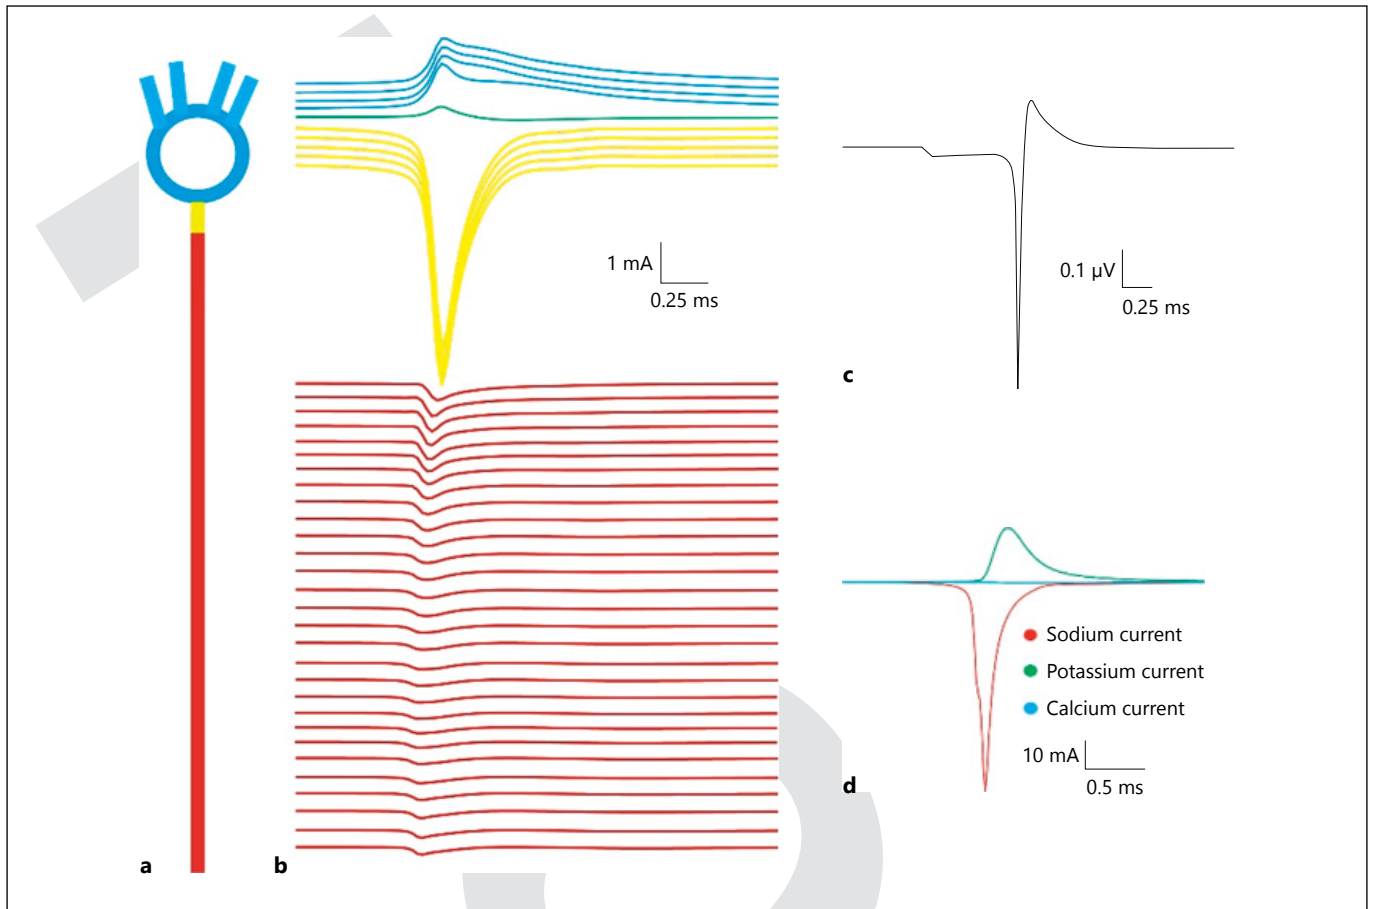 1 mA
0.25 ms
0.1 µV
0.25 ms
c
Sodium current
Potassium current
Calcium current
10 mA
0.5 ms
d
a
b